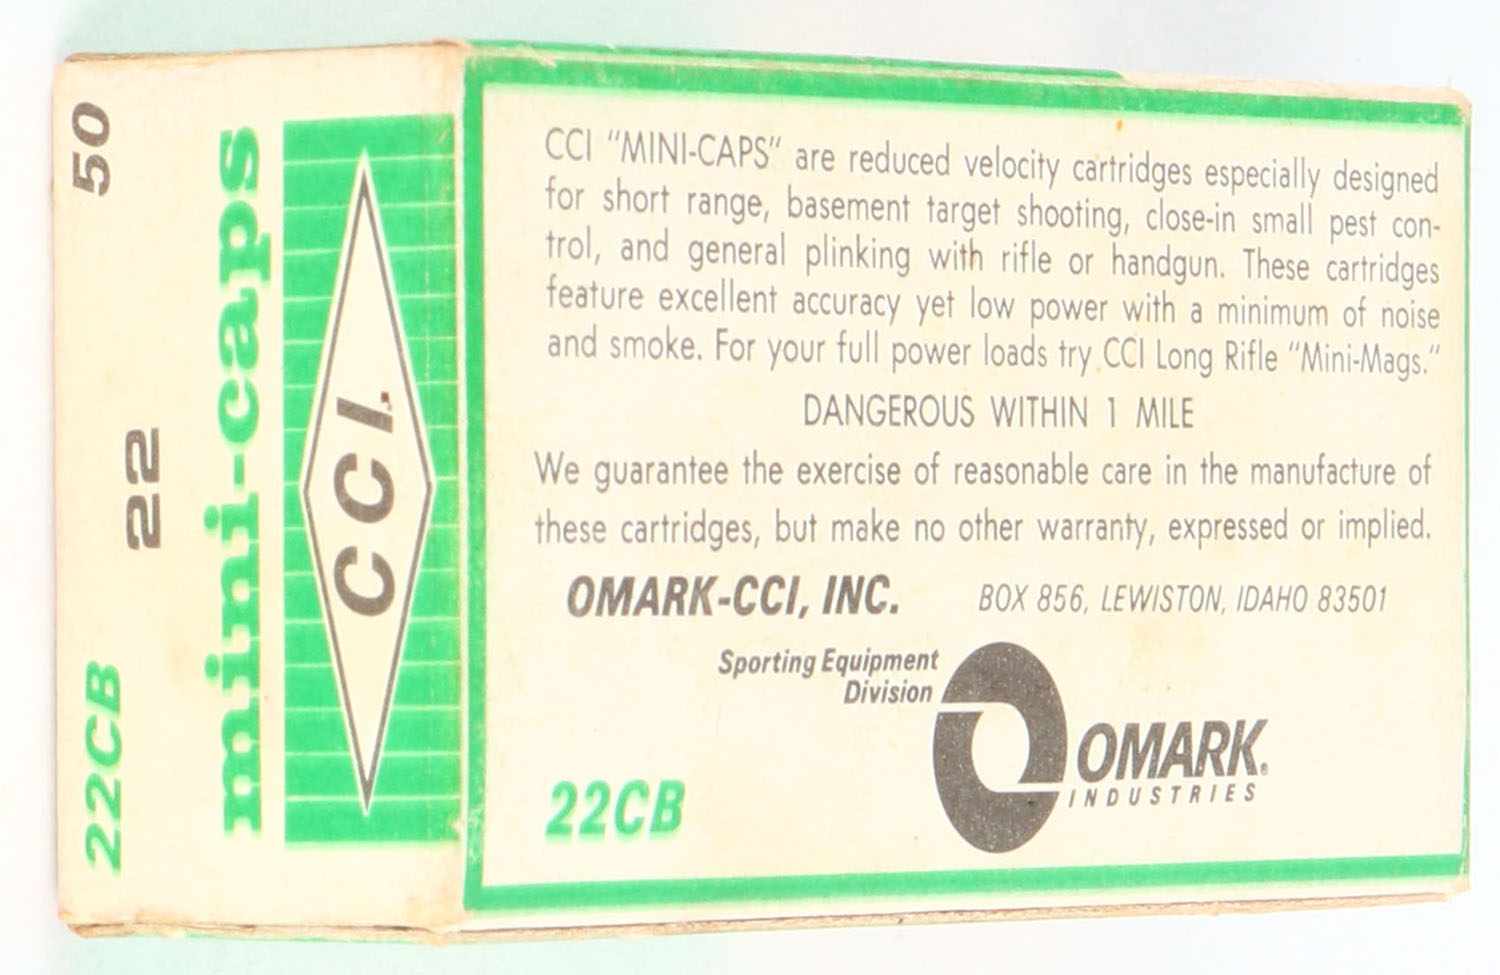 50
22
22CB
mini-caps
CCI.
CCI "MINI-CAPS" are reduced velocity cartridges especially designed
for short range, basement target shooting, close-in small pest con-
trol, and general plinking with rifle or handgun. These cartridges
feature excellent accuracy yet low power with a minimum of noise
and smoke. For your full power loads try CCI Long Rifle "Mini-Mags."
DANGEROUS WITHIN 1 MILE
We guarantee the exercise of reasonable care in the manufacture of
these cartridges, but make no other warranty, expressed or implied.
OMARK-CCI, INC. BOX 856, LEWISTON, IDAHO 83501
Sporting Equipment
Division
OMARK®
INDUSTRIES
22CB